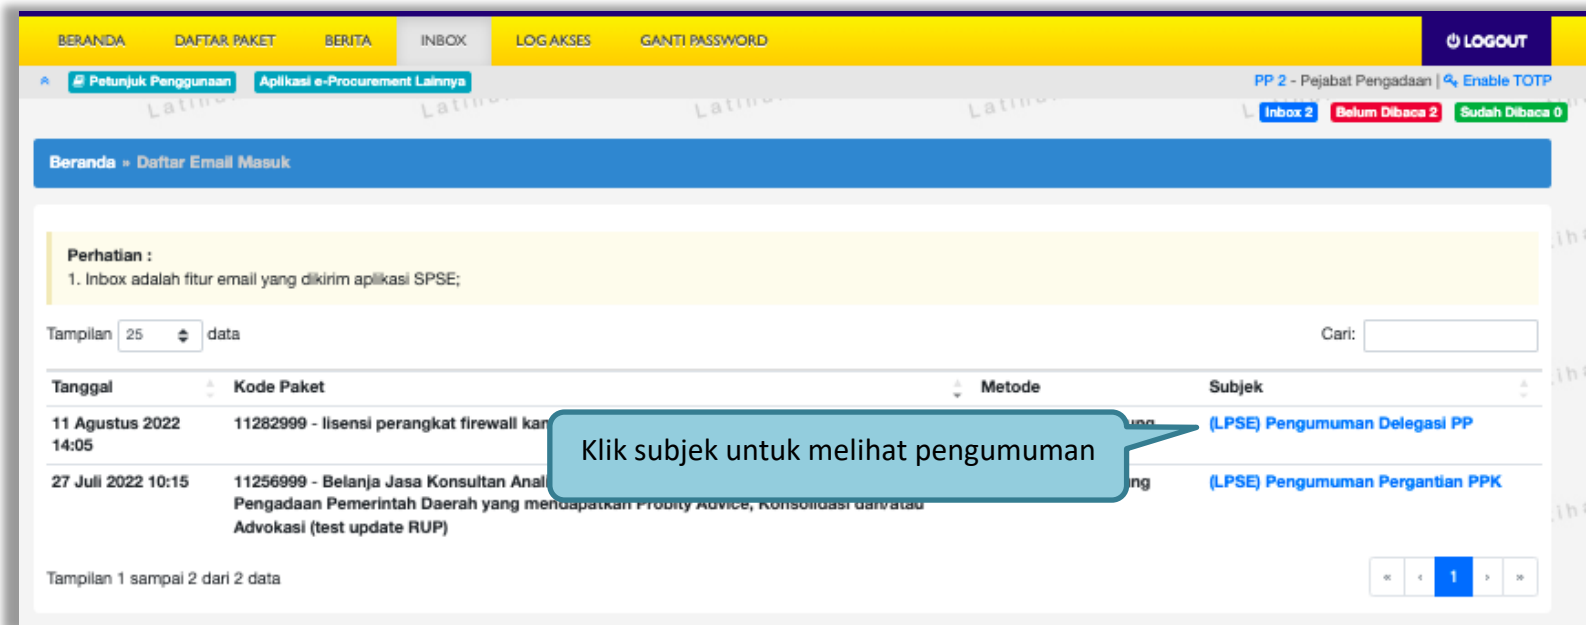 BERANDA DAFTAR PAKET BERITA INBOX LOG AKSES GANTI PASSWORD LOGOUT
Petunjuk Penggunaan Aplikasi e-Procurement Lainnya PP 2 - Pejabat Pengadaan | Enable TOTP
Inbox 2 Belum Dibaca 2 Sudah Dibaca 0
Beranda » Daftar Email Masuk
Perhatian :
1. Inbox adalah fitur email yang dikirim aplikasi SPSE;
Tampilan 25 data Cari:
Tanggal Kode Paket Metode Subjek
11 Agustus 2022 11282999 - lisensi perangkat firewall (LPSE) Pengumuman Delegasi PP
14:05
Klik subjek untuk melihat pengumuman
27 Juli 2022 10:15 11256999 - Belanja Jasa Konsultan (LPSE) Pengumuman Pergantian PPK
Pengadaan Pemerintah Daerah yang mendapatkan Probity Advice, Konsolidasi dan/atau
Advokasi (test update RUP)
Tampilan 1 sampai 2 dari 2 data « ‹ 1 › »